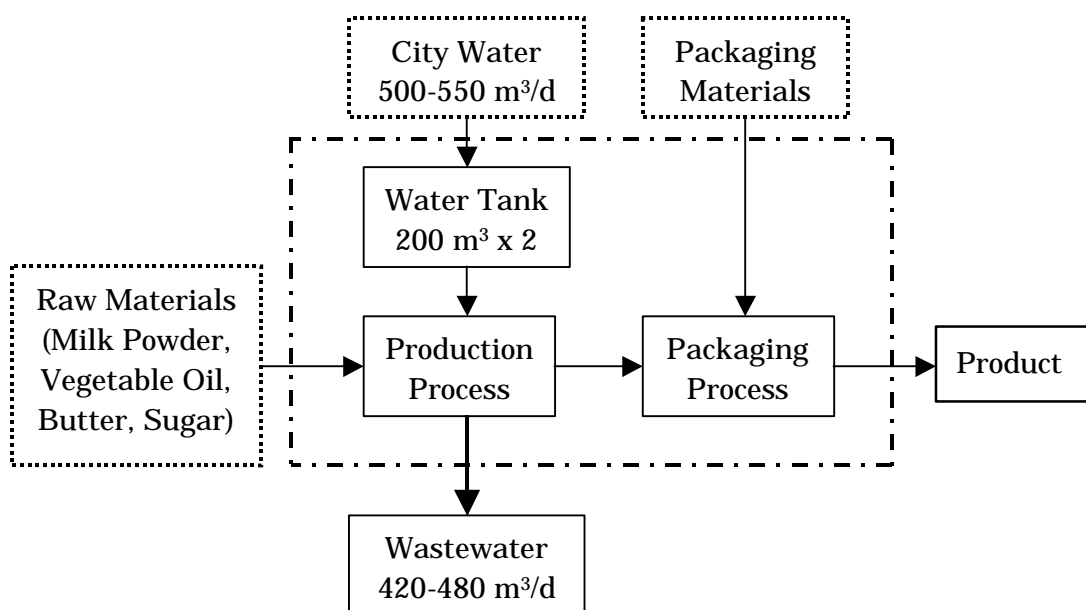 City Water
500-550 m³/d
Packaging
Materials
Water Tank
200 m³ x 2
Raw Materials
(Milk Powder,
Vegetable Oil,
Butter, Sugar)
Production
Process
Packaging
Process
Product
Wastewater
420-480 m³/d